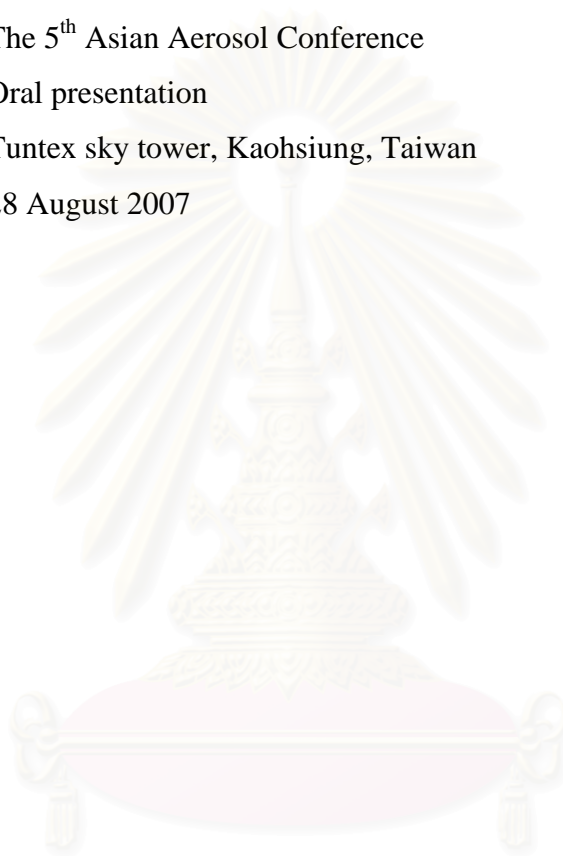 The 5th Asian Aerosol Conference
Oral presentation
Tuntex sky tower, Kaohsiung, Taiwan
28 August 2007